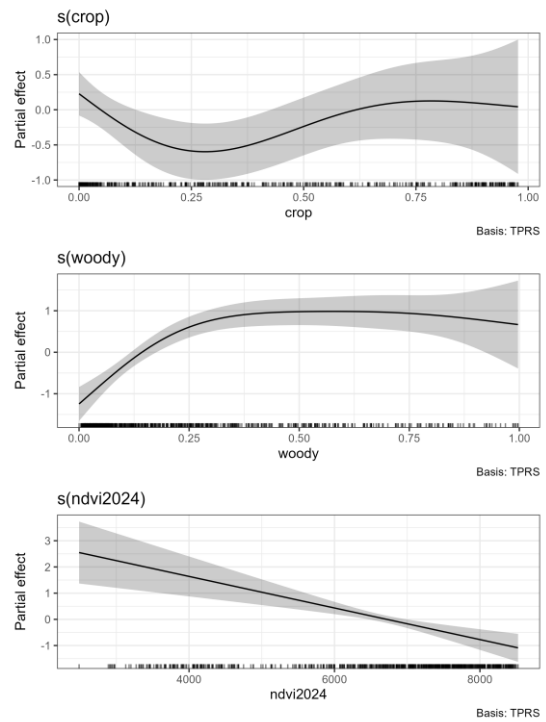 s(crop)
Partial effect
1.0
0.5
0.0
-0.5
-1.0
0.00
0.25
0.50
0.75
1.00
crop
Basis: TPRS
s(woody)
Partial effect
1
0
-1
0.00
0.25
0.50
0.75
1.00
woody
Basis: TPRS
s(ndvi2024)
Partial effect
3
2
1
0
-1
4000
6000
8000
ndvi2024
Basis: TPRS